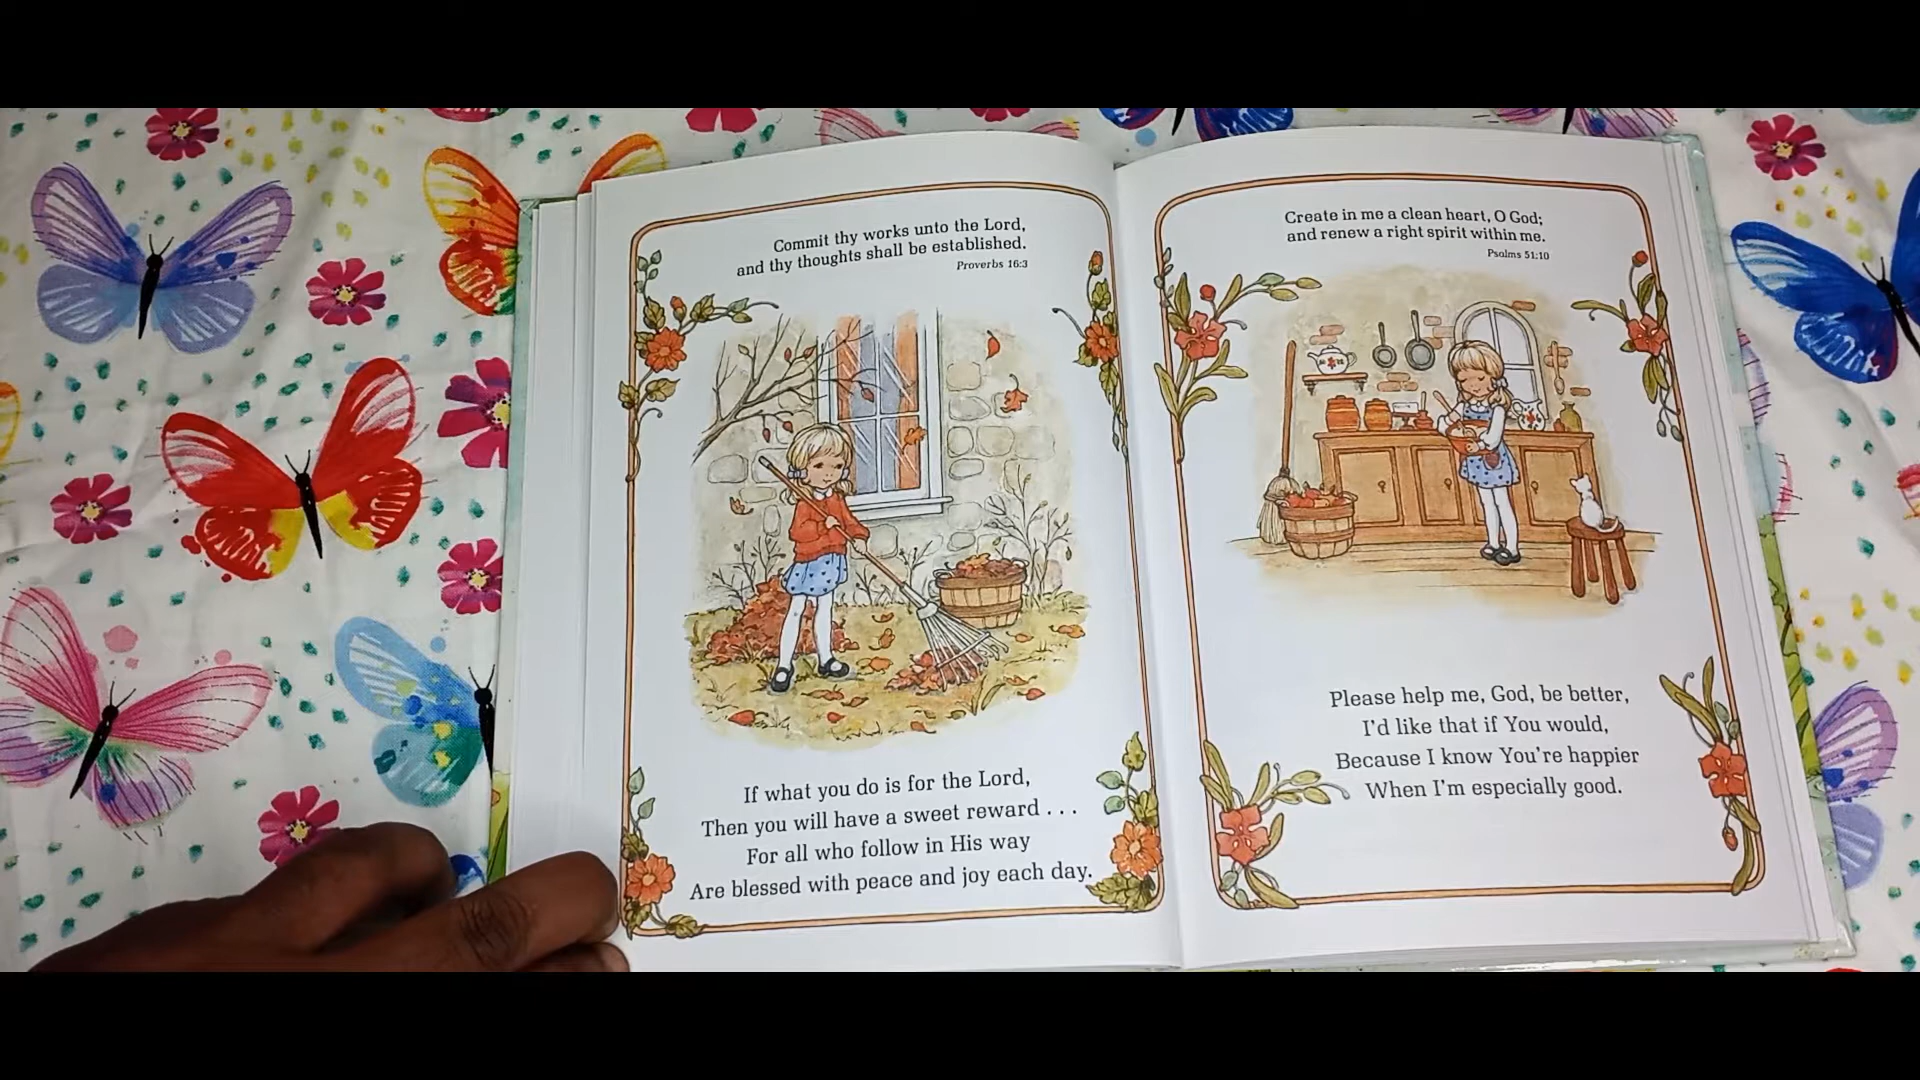 Commit thy works unto the Lord,
and thy thoughts shall be established.
Proverbs 16:3
If what you do is for the Lord,
Then you will have a sweet reward . . .
For all who follow in His way
Are blessed with peace and joy each day.
Create in me a clean heart, O God;
and renew a right spirit within me.
Psalms 51:10
Please help me, God, be better,
I'd like that if You would,
Because I know You're happier
When I'm especially good.